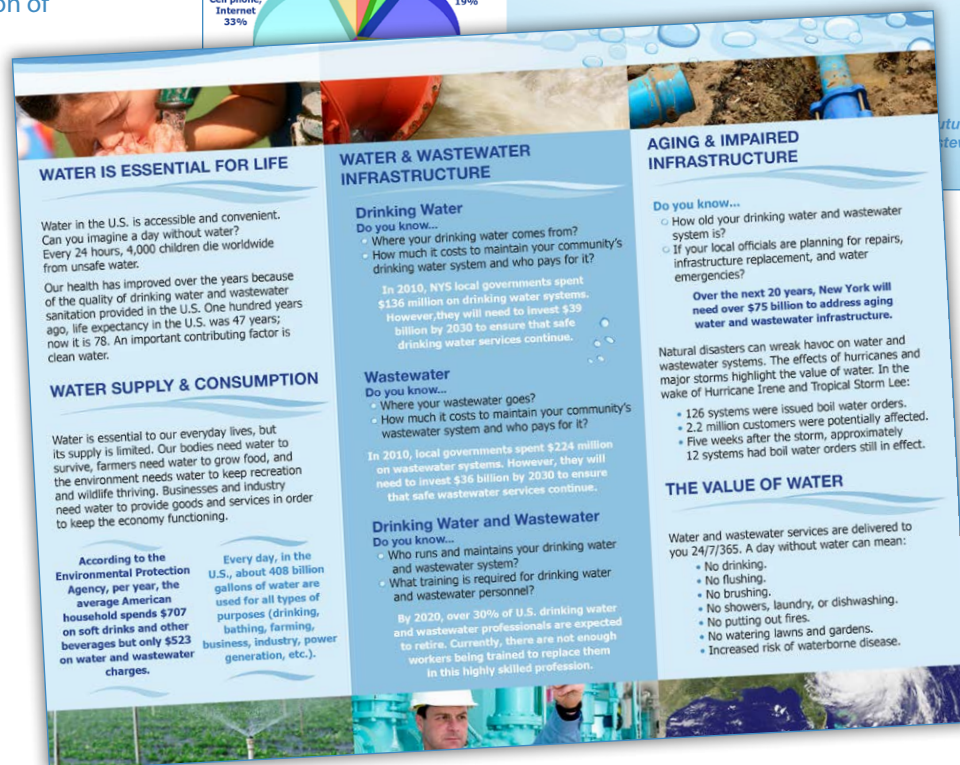 on of
Cell phone,
Internet
33%
19%
WATER IS ESSENTIAL FOR LIFE
Water in the U.S. is accessible and convenient.
Can you imagine a day without water?
Every 24 hours, 4,000 children die worldwide
from unsafe water.
Our health has improved over the years because
of the quality of drinking water and wastewater
sanitation provided in the U.S. One hundred years
ago, life expectancy in the U.S. was 47 years;
now it is 78. An important contributing factor is
clean water.
WATER SUPPLY & CONSUMPTION
Water is essential to our everyday lives, but
its supply is limited. Our bodies need water to
survive, farmers need water to grow food, and
the environment needs water to keep recreation
and wildlife thriving. Businesses and industry
need water to provide goods and services in order
to keep the economy functioning.
According to the
Environmental Protection
Agency, per year, the
average American
household spends $707
on soft drinks and other
beverages but only $523
on water and wastewater
charges.
Every day, in the
U.S., about 408 billion
gallons of water are
used for all types of
purposes (drinking,
bathing, farming,
business, industry, power
generation, etc.).
WATER & WASTEWATER
INFRASTRUCTURE
Drinking Water
Do you know...
Where your drinking water comes from?
How much it costs to maintain your community's
drinking water system and who pays for it?
In 2010, NYS local governments spent
$136 million on drinking water systems.
However,they will need to invest $39
billion by 2030 to ensure that safe
drinking water services continue.
Wastewater
Do you know...
Where your wastewater goes?
How much it costs to maintain your community's
wastewater system and who pays for it?
In 2010, local governments spent $224 million
on wastewater systems. However, they will
need to invest $36 billion by 2030 to ensure
that safe wastewater services continue.
Drinking Water and Wastewater
Do you know...
Who runs and maintains your drinking water
and wastewater system?
What training is required for drinking water
and wastewater personnel?
By 2020, over 30% of U.S. drinking water
and wastewater professionals are expected
to retire. Currently, there are not enough
workers being trained to replace them
in this highly skilled profession.
AGING & IMPAIRED
INFRASTRUCTURE
Do you know...
How old your drinking water and wastewater
system is?
If your local officials are planning for repairs,
infrastructure replacement, and water
emergencies?
Over the next 20 years, New York will
need over $75 billion to address aging
water and wastewater infrastructure.
Natural disasters can wreak havoc on water and
wastewater systems. The effects of hurricanes and
major storms highlight the value of water. In the
wake of Hurricane Irene and Tropical Storm Lee:
• 126 systems were issued boil water orders.
• 2.2 million customers were potentially affected.
• Five weeks after the storm, approximately
12 systems had boil water orders still in effect.
THE VALUE OF WATER
Water and wastewater services are delivered to
you 24/7/365. A day without water can mean:
• No drinking.
• No flushing.
• No brushing.
• No showers, laundry, or dishwashing.
• No putting out fires.
• No watering lawns and gardens.
• Increased risk of waterborne disease.